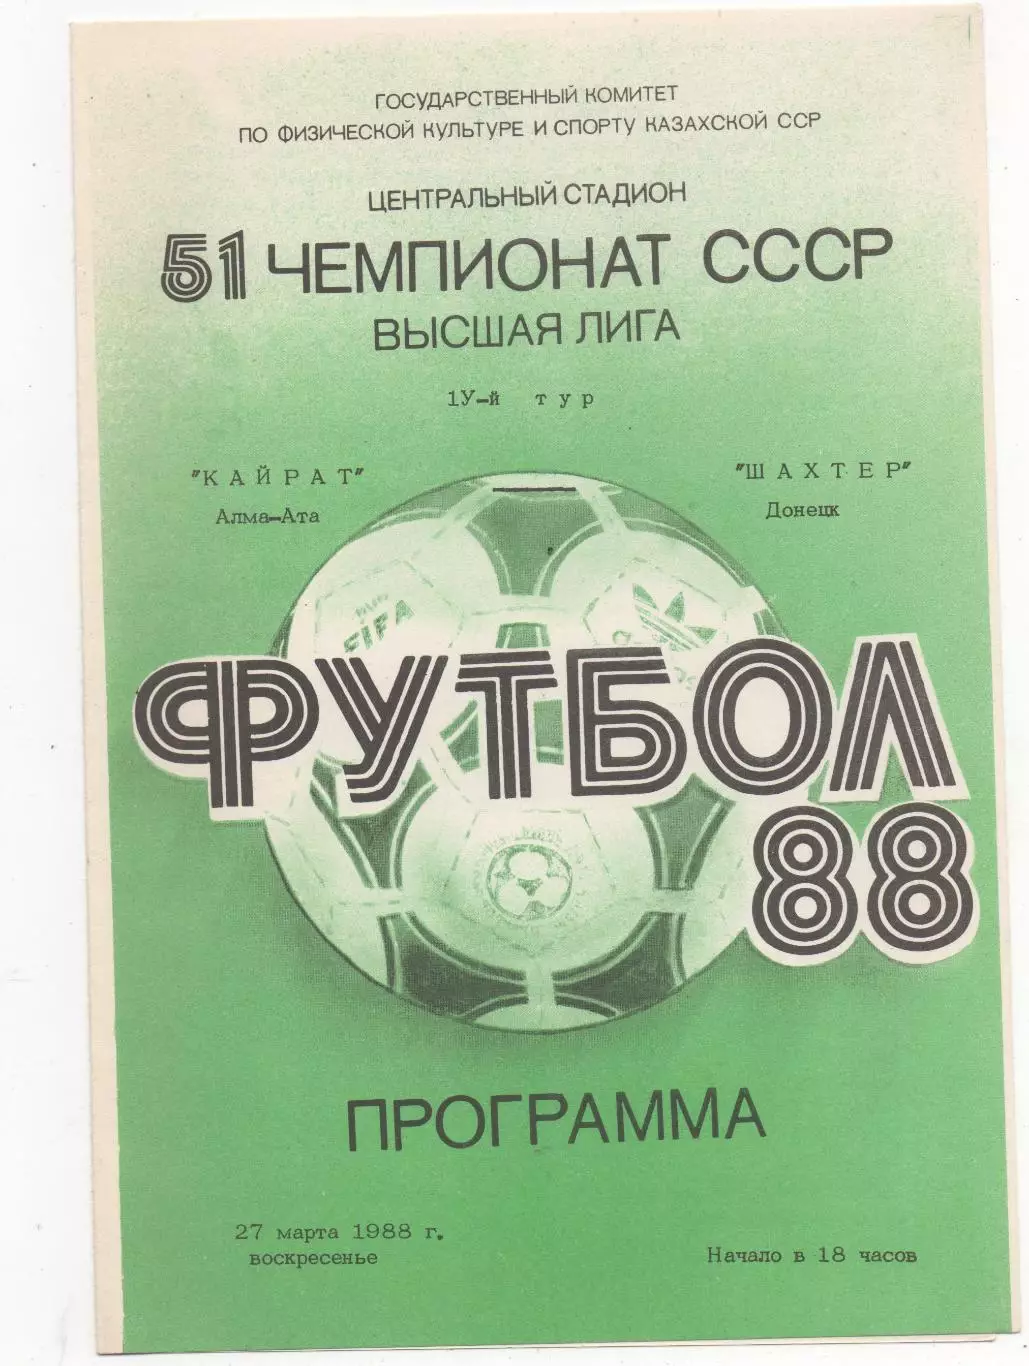 ГОСУДАРСТВЕННЫЙ КОМИТЕТ
ПО ФИЗИЧЕСКОЙ КУЛЬТУРЕ И СПОРТУ КАЗАХСКОЙ ССР
ЦЕНТРАЛЬНЫЙ СТАДИОН
51 ЧЕМПИОНАТ СССР
ВЫСШАЯ ЛИГА
1У-й тур
"КАЙРАТ" "ШАХТЕР"
Алма-Ата Донецк
FIFA
ФУТБОЛ
88
ПРОГРАММА
27 марта 1988 г.
воскресенье
Начало в 18 часов